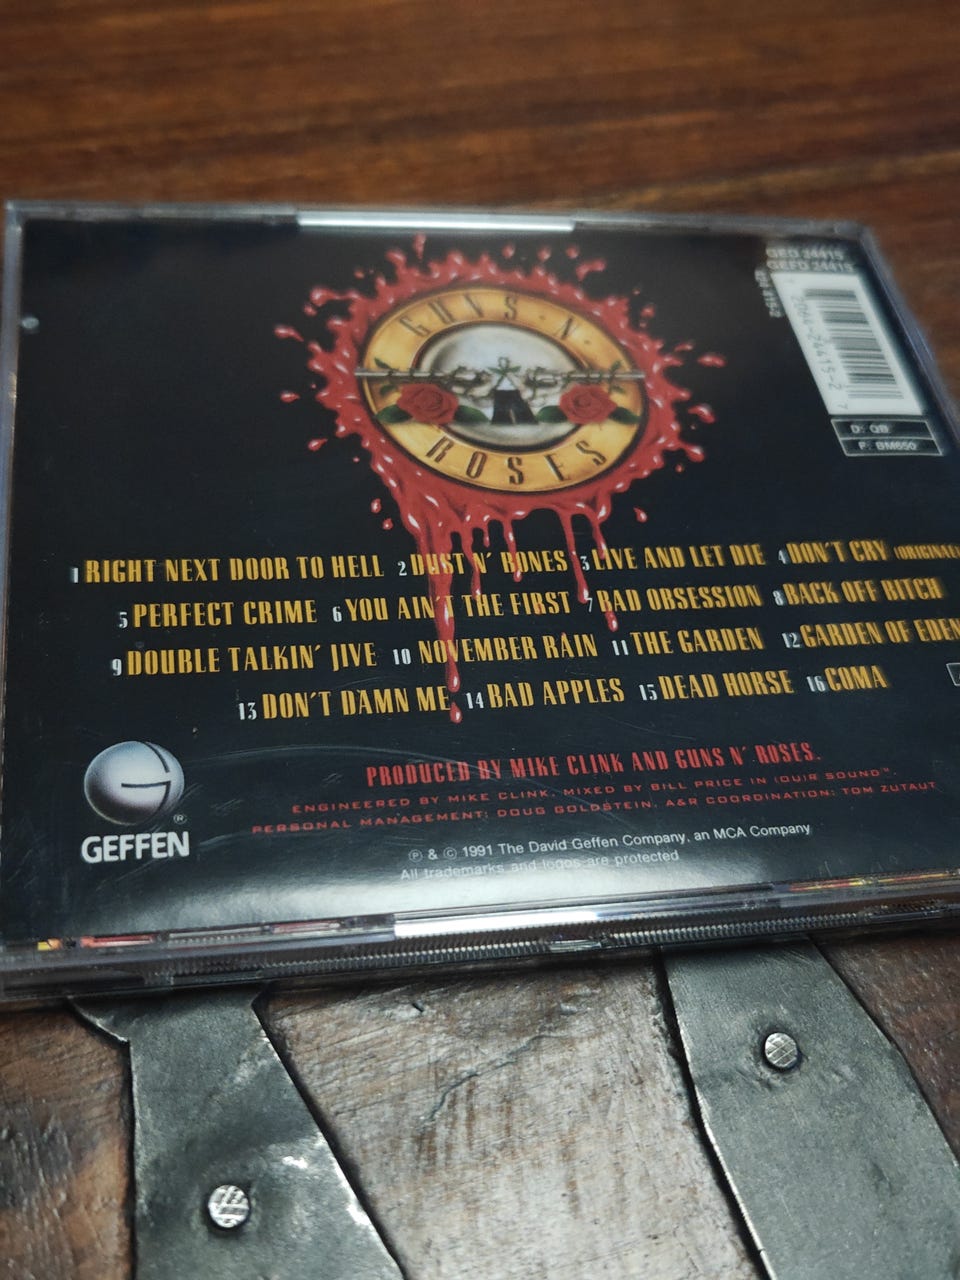 GED 24415
GEFD 24415
D: QB
F: BM650
GUNS N'
ROSES
1 RIGHT NEXT DOOR TO HELL 2 DUST N' BONES 3 LIVE AND LET DIE 4 DON'T CRY (ORIGINAL
5 PERFECT CRIME 6 YOU AIN'T THE FIRST 7 BAD OBSESSION 8 BACK OFF BITCH
9 DOUBLE TALKIN' JIVE 10 NOVEMBER RAIN 11 THE GARDEN 12 GARDEN OF EDEN
13 DON'T DAMN ME 14 BAD APPLES 15 DEAD HORSE 16 COMA
PRODUCED BY MIKE CLINK AND GUNS N' ROSES.
ENGINEERED BY MIKE CLINK. MIXED BY BILL PRICE IN (OU)R SOUND™.
PERSONAL MANAGEMENT: DOUG GOLDSTEIN. A&R COORDINATION: TOM ZUTAUT
GEFFEN®
℗ & © 1991 The David Geffen Company, an MCA Company
All trademarks and logos are protected